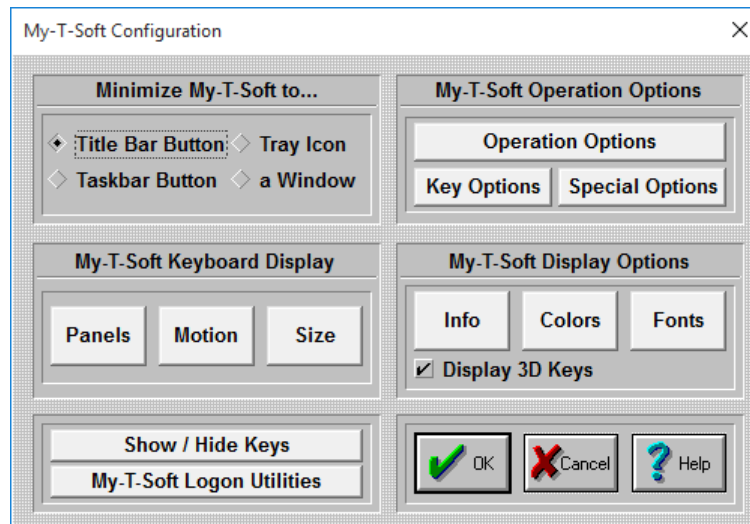 My-T-Soft Configuration
Minimize My-T-Soft to...
Title Bar Button
Tray Icon
Taskbar Button
a Window
My-T-Soft Operation Options
Operation Options
Key Options
Special Options
My-T-Soft Keyboard Display
Panels
Motion
Size
My-T-Soft Display Options
Info
Colors
Fonts
Display 3D Keys
Show / Hide Keys
My-T-Soft Logon Utilities
OK
Cancel
Help